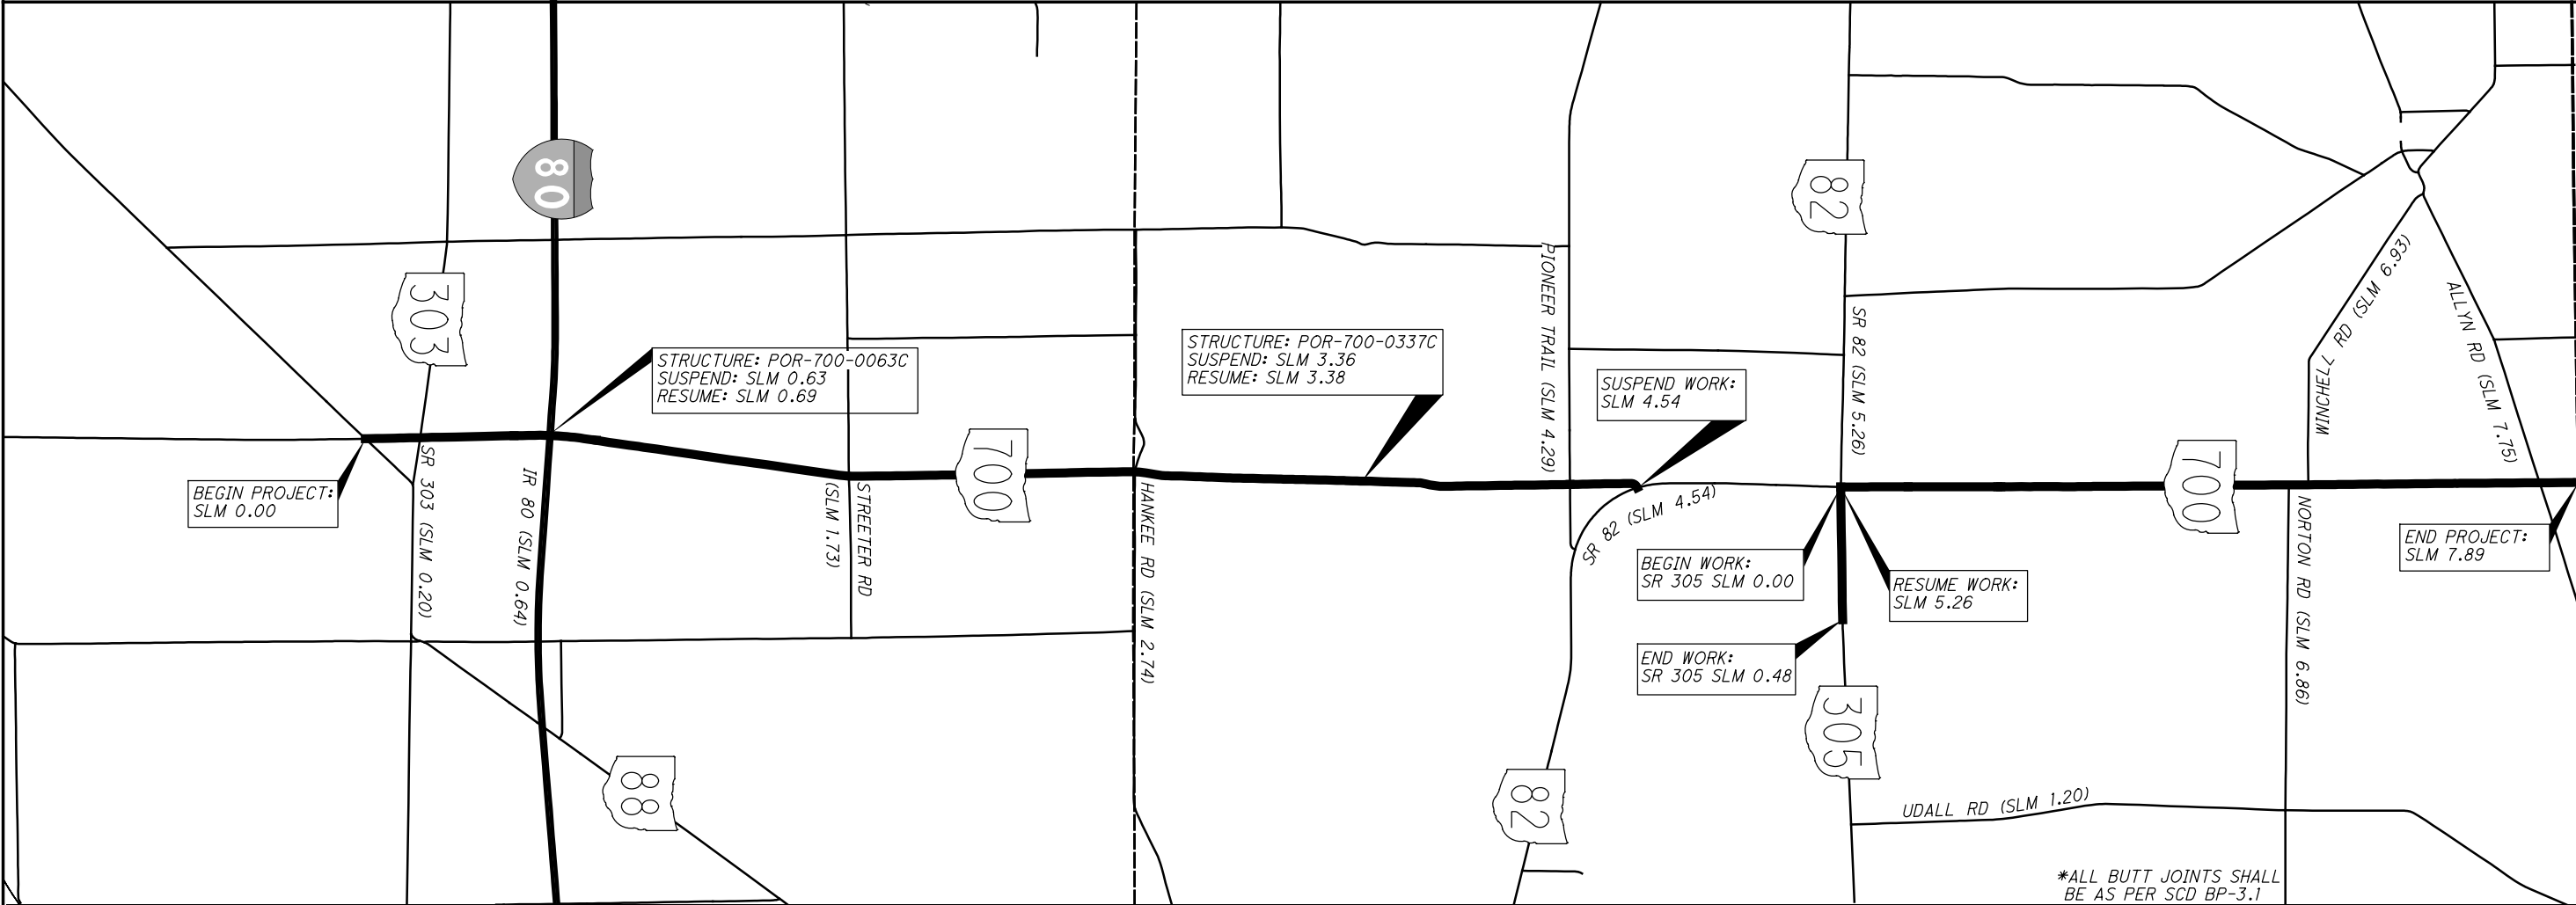 80
82
303
PIONEER TRAIL (SLM 4.29)
SR 82 (SLM 5.26)
WINCHELL RD (SLM 6.93)
ALLYN RD (SLM 7.75)
STRUCTURE: POR-700-0063C
SUSPEND: SLM 0.63
RESUME: SLM 0.69
STRUCTURE: POR-700-0337C
SUSPEND: SLM 3.36
RESUME: SLM 3.38
SUSPEND WORK:
SLM 4.54
BEGIN PROJECT:
SLM 0.00
SR 303 (SLM 0.20)
IR 80 (SLM 0.64)
STREETER RD
(SLM 1.73)
700
HANKEE RD (SLM 2.74)
SR 82 (SLM 4.54)
BEGIN WORK:
SR 305 SLM 0.00
RESUME WORK:
SLM 5.26
END WORK:
SR 305 SLM 0.48
700
NORTON RD (SLM 6.86)
END PROJECT:
SLM 7.89
88
82
305
UDALL RD (SLM 1.20)
*ALL BUTT JOINTS SHALL
BE AS PER SCD BP-3.1